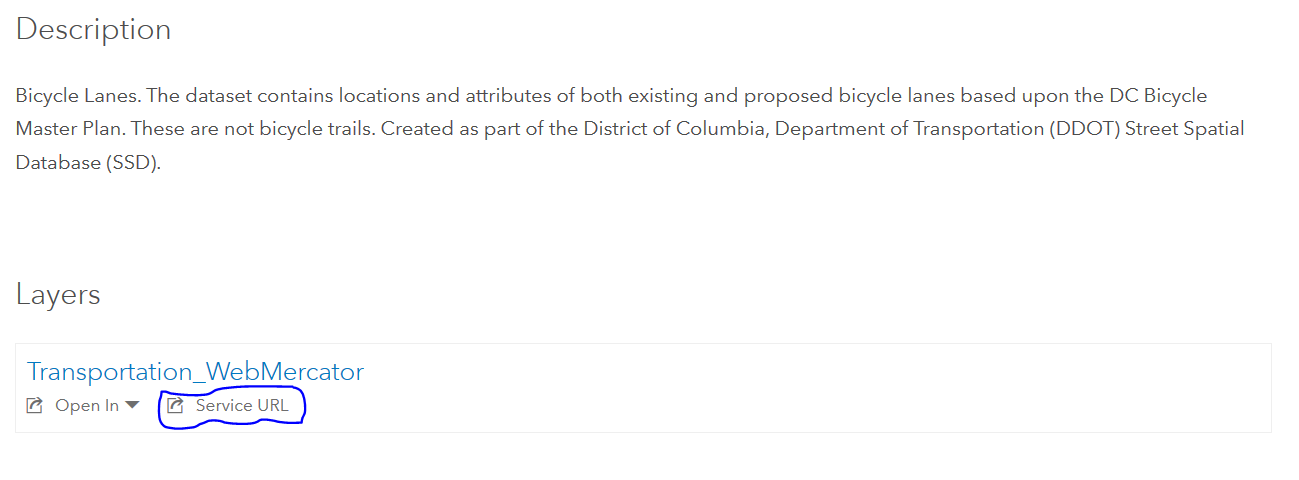 Description
Bicycle Lanes. The dataset contains locations and attributes of both existing and proposed bicycle lanes based upon the DC Bicycle
Master Plan. These are not bicycle trails. Created as part of the District of Columbia, Department of Transportation (DDOT) Street Spatial
Database (SSD).
Layers
Transportation_WebMercator
Open In Service URL